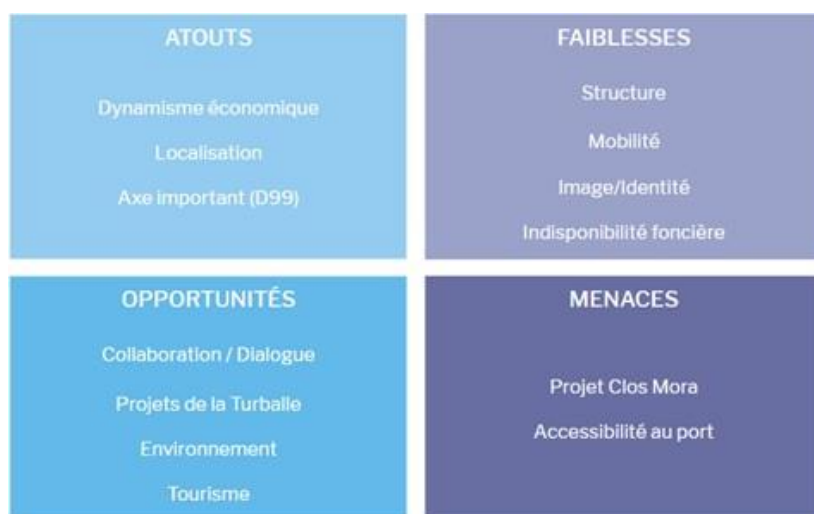 ATOUTS
Dynamisme économique
Localisation
Axe important (D99)
FAIBLESSES
Structure
Mobilité
Image/Identité
Indisponibilité foncière
OPPORTUNITÉS
Collaboration / Dialogue
Projets de la Turballe
Environnement
Tourisme
MENACES
Projet Clos Mora
Accessibilité au port